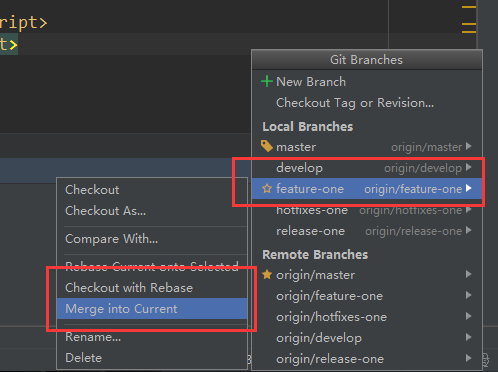 ript>
t>
Git Branches
New Branch
Checkout Tag or Revision...
Local Branches
master origin/master
develop origin/develop
feature-one origin/feature-one
hotfixes-one origin/hotfixes-one
release-one origin/release-one
Remote Branches
origin/master
origin/feature-one
origin/hotfixes-one
origin/develop
origin/release-one
Checkout
Checkout As...
Compare With...
Rebase Current onto Selected
Checkout with Rebase
Merge into Current
Rename...
Delete